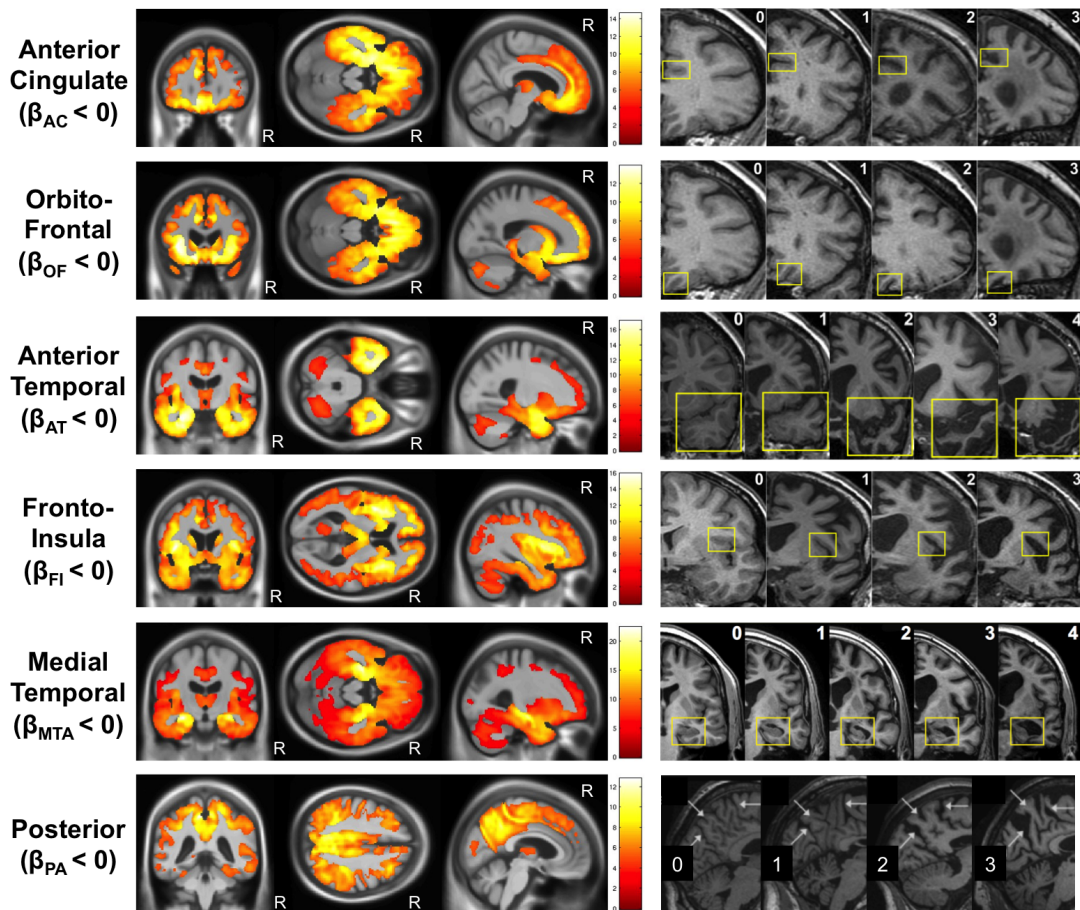 Anterior
Cingulate
(βAC < 0)
R
R
R
14
12
10
8
6
4
2
0
0 1 2 3
Orbito-
Frontal
(βOF < 0)
R
R
R
12
10
8
6
4
2
0
0 1 2 3
Anterior
Temporal
(βAT < 0)
R
R
R
16
14
12
10
8
6
4
2
0
0 1 2 3 4
Fronto-
Insula
(βFI < 0)
R
R
R
16
14
12
10
8
6
4
2
0
0 1 2 3
Medial
Temporal
(βMTA < 0)
R
R
R
20
15
10
5
0
0 1 2 3 4
Posterior
(βPA < 0)
R
R
R
12
10
8
6
4
2
0
0 1 2 3